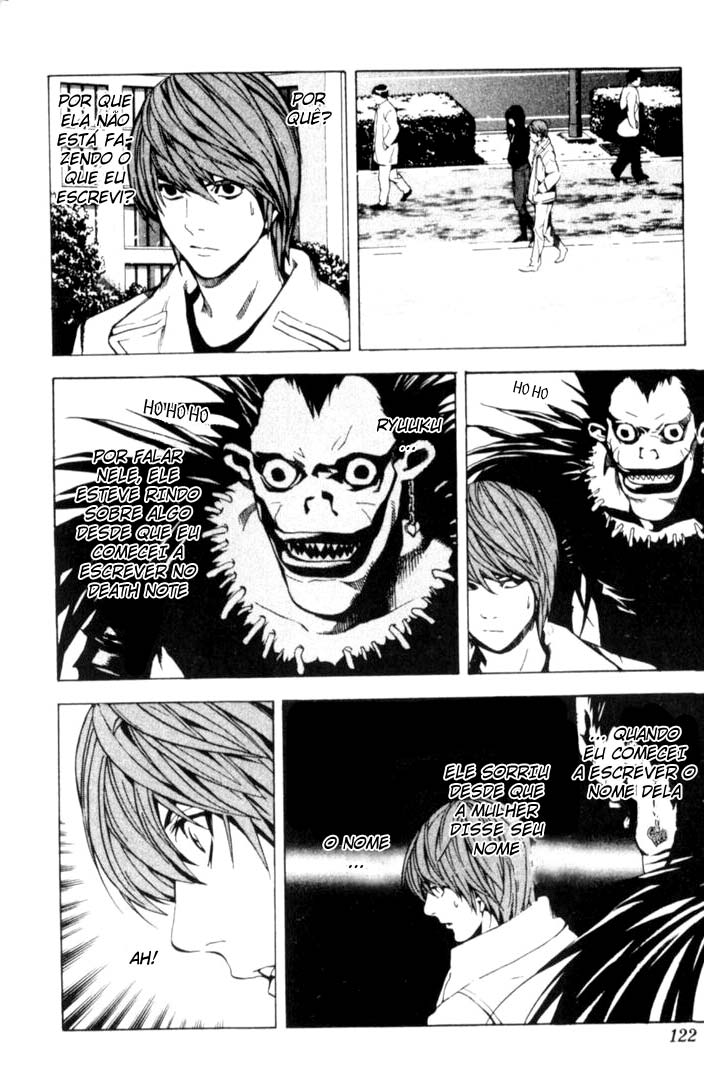 POR
QUÊ?
POR QUE
ELA NÃO
ESTÁ FA-
ZENDO O
QUE EU
ESCREVI?
HO HO
RYUUKU
...
HO HO HO
POR FALAR
NELE, ELE
ESTEVE RINDO
SOBRE ALGO
DESDE QUE EU
COMECEI A
ESCREVER NO
DEATH NOTE
... QUANDO
EU COMECEI
A ESCREVER O
NOME DELA
ELE SORRIU
DESDE QUE
A MULHER
DISSE SEU
NOME
O NOME
...
AH!
122